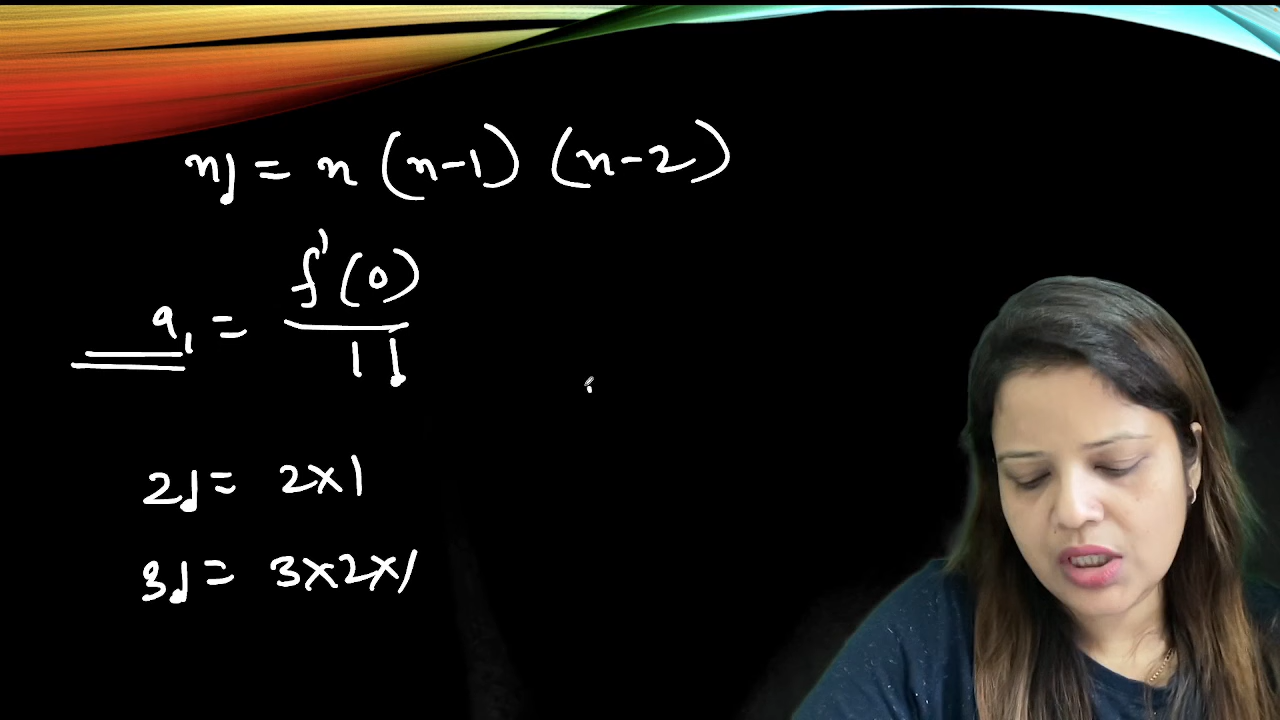 n! = n (n-1) (n-2)
a₁ = f'(0) / 1!
2! = 2×1
3! = 3×2×1